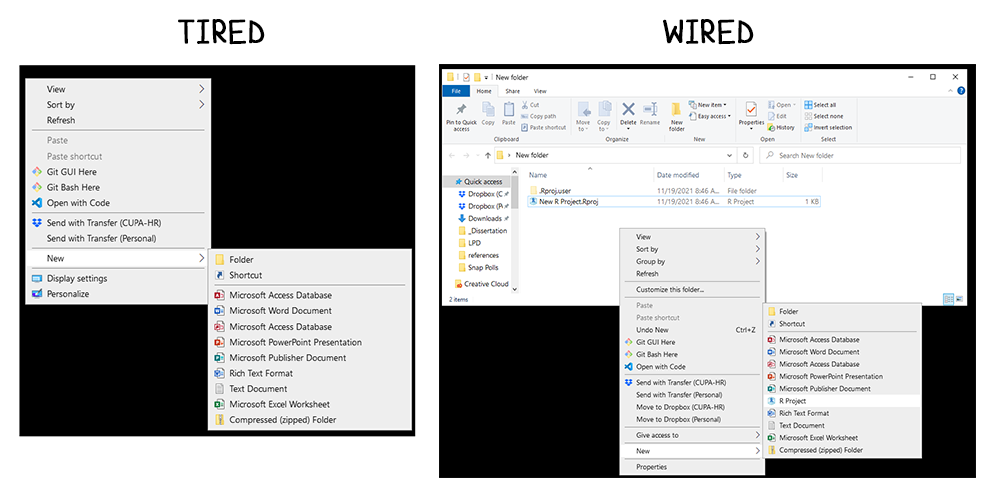 TIRED
View
Sort by
Refresh
Paste
Paste shortcut
Git GUI Here
Git Bash Here
Open with Code
Send with Transfer (CUPA-HR)
Send with Transfer (Personal)
New
Display settings
Personalize
Folder
Shortcut
Microsoft Access Database
Microsoft Word Document
Microsoft Access Database
Microsoft PowerPoint Presentation
Microsoft Publisher Document
Rich Text Format
Text Document
Microsoft Excel Worksheet
Compressed (zipped) Folder
WIRED
New folder
File Home Share View
Pin to Quick access
Copy
Paste
Cut
Copy path
Paste shortcut
Clipboard
Move to
Copy to
Delete
Rename
Organize
New folder
New item
Easy access
New
Properties
Open
Edit
History
Open
Select all
Select none
Invert selection
Select
New folder
Search New folder
Quick access
Dropbox (C
Dropbox (P
Downloads
_Dissertation
LPD
references
Snap Polls
Creative Cloud
2 items
Name Date modified Type Size
.Rproj.user 11/19/2021 8:46 A... File folder
New R Project.Rproj 11/19/2021 8:46 A... R Project 1 KB
View
Sort by
Group by
Refresh
Customize this folder...
Paste
Paste shortcut
Undo New Ctrl+Z
Git GUI Here
Git Bash Here
Open with Code
Send with Transfer (CUPA-HR)
Send with Transfer (Personal)
Move to Dropbox (CUPA-HR)
Move to Dropbox (Personal)
Give access to
New
Properties
Folder
Shortcut
Microsoft Access Database
Microsoft Word Document
Microsoft Access Database
Microsoft PowerPoint Presentation
Microsoft Publisher Document
R Project
Rich Text Format
Text Document
Microsoft Excel Worksheet
Compressed (zipped) Folder